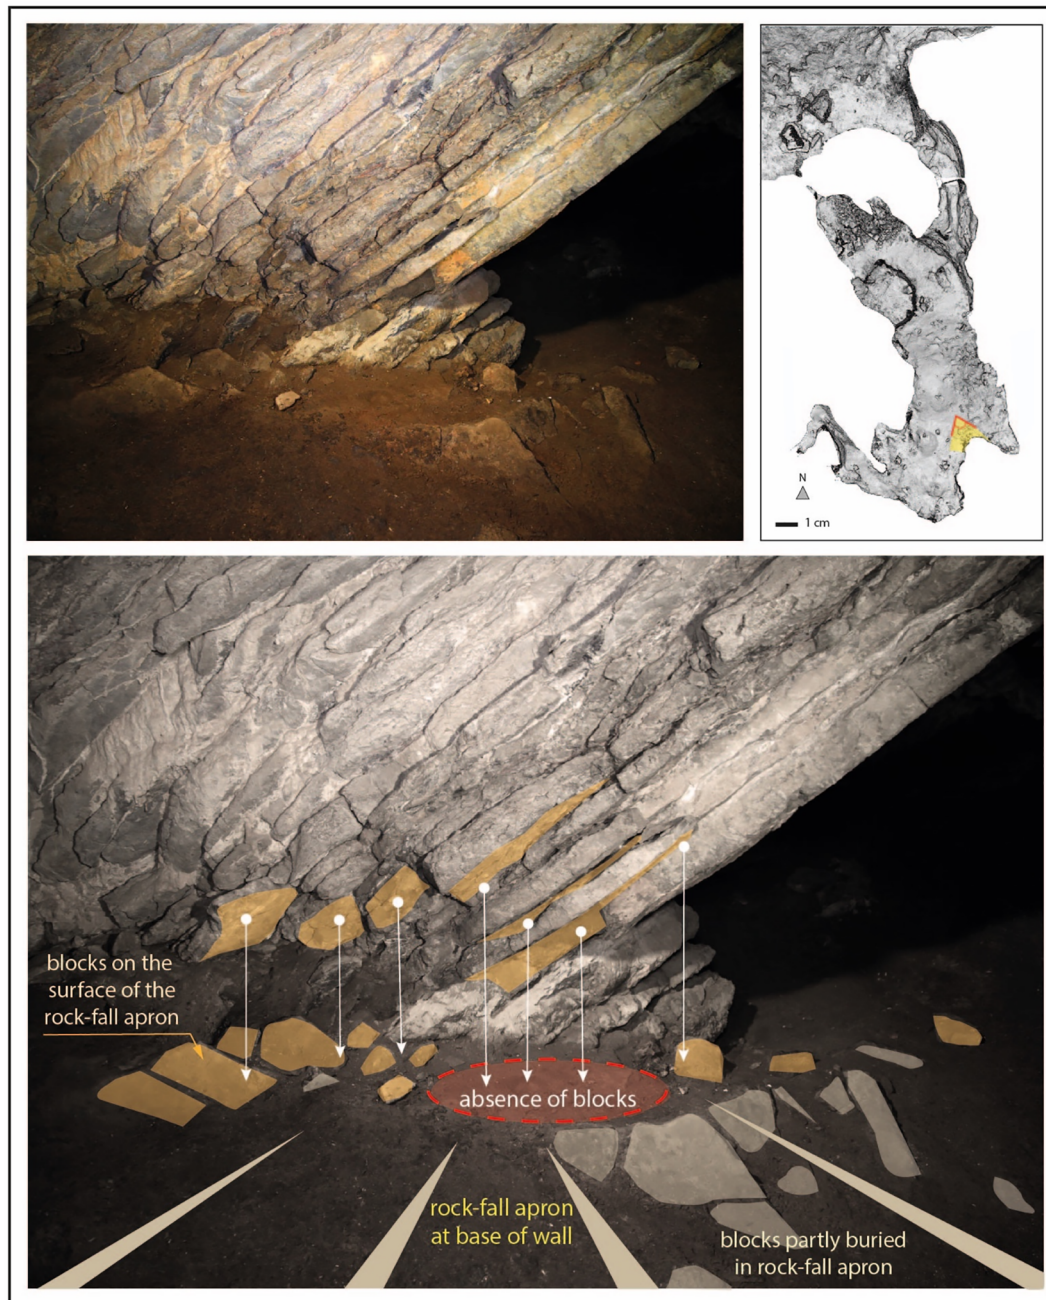 N
1 cm
blocks on the
surface of the
rock-fall apron
absence of blocks
rock-fall apron
at base of wall
blocks partly buried
in rock-fall apron